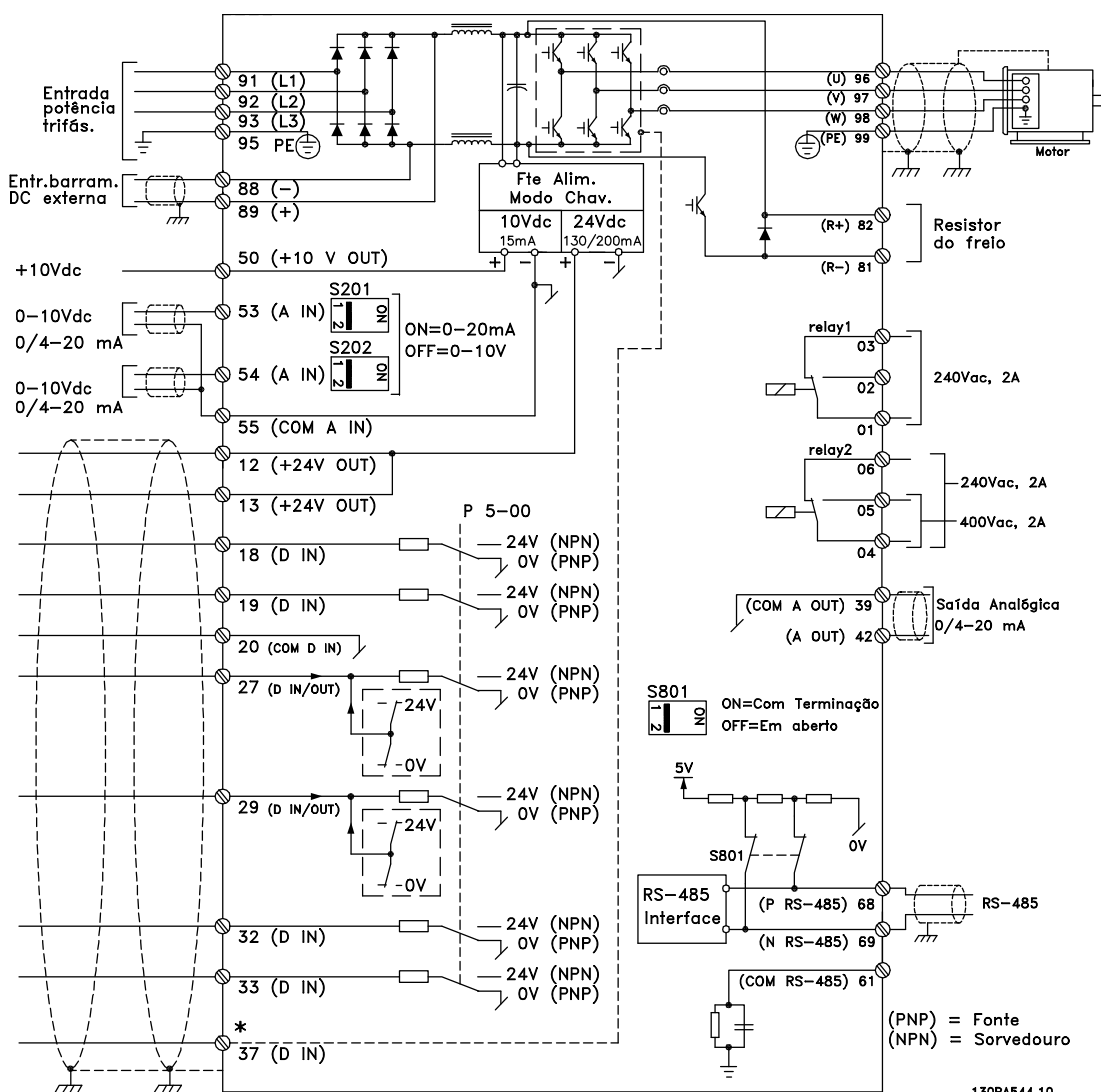 Entrada
potência
trifás.
91 (L1)
92 (L2)
93 (L3)
95 PE
Entr.barram.
DC externa
88 (-)
89 (+)
+10Vdc
50 (+10 V OUT)
0-10Vdc
0/4-20 mA
53 (A IN)
S201
1 2
ON
ON=0-20mA
OFF=0-10V
S202
1 2
ON
0-10Vdc
0/4-20 mA
54 (A IN)
55 (COM A IN)
12 (+24V OUT)
13 (+24V OUT)
P 5-00
18 (D IN)
24V (NPN)
0V (PNP)
19 (D IN)
24V (NPN)
0V (PNP)
20 (COM D IN)
27 (D IN/OUT)
24V (NPN)
0V (PNP)
24V
0V
29 (D IN/OUT)
24V (NPN)
0V (PNP)
24V
0V
32 (D IN)
24V (NPN)
0V (PNP)
33 (D IN)
24V (NPN)
0V (PNP)
*
37 (D IN)
Fte Alim.
Modo Chav.
10Vdc
15mA
24Vdc
130/200mA
+ - + -
(U) 96
(V) 97
(W) 98
(PE) 99
Motor
(R+) 82
Resistor
do freio
(R-) 81
relay1
03
02
01
240Vac, 2A
relay2
06
05
04
240Vac, 2A
400Vac, 2A
(COM A OUT) 39
(A OUT) 42
Saída Analógica
0/4-20 mA
S801
1 2
ON
ON=Com Terminação
OFF=Em aberto
5V
0V
S801
RS-485
Interface
(P RS-485) 68
RS-485
(N RS-485) 69
(COM RS-485) 61
(PNP) = Fonte
(NPN) = Sorvedouro
130BA544.10